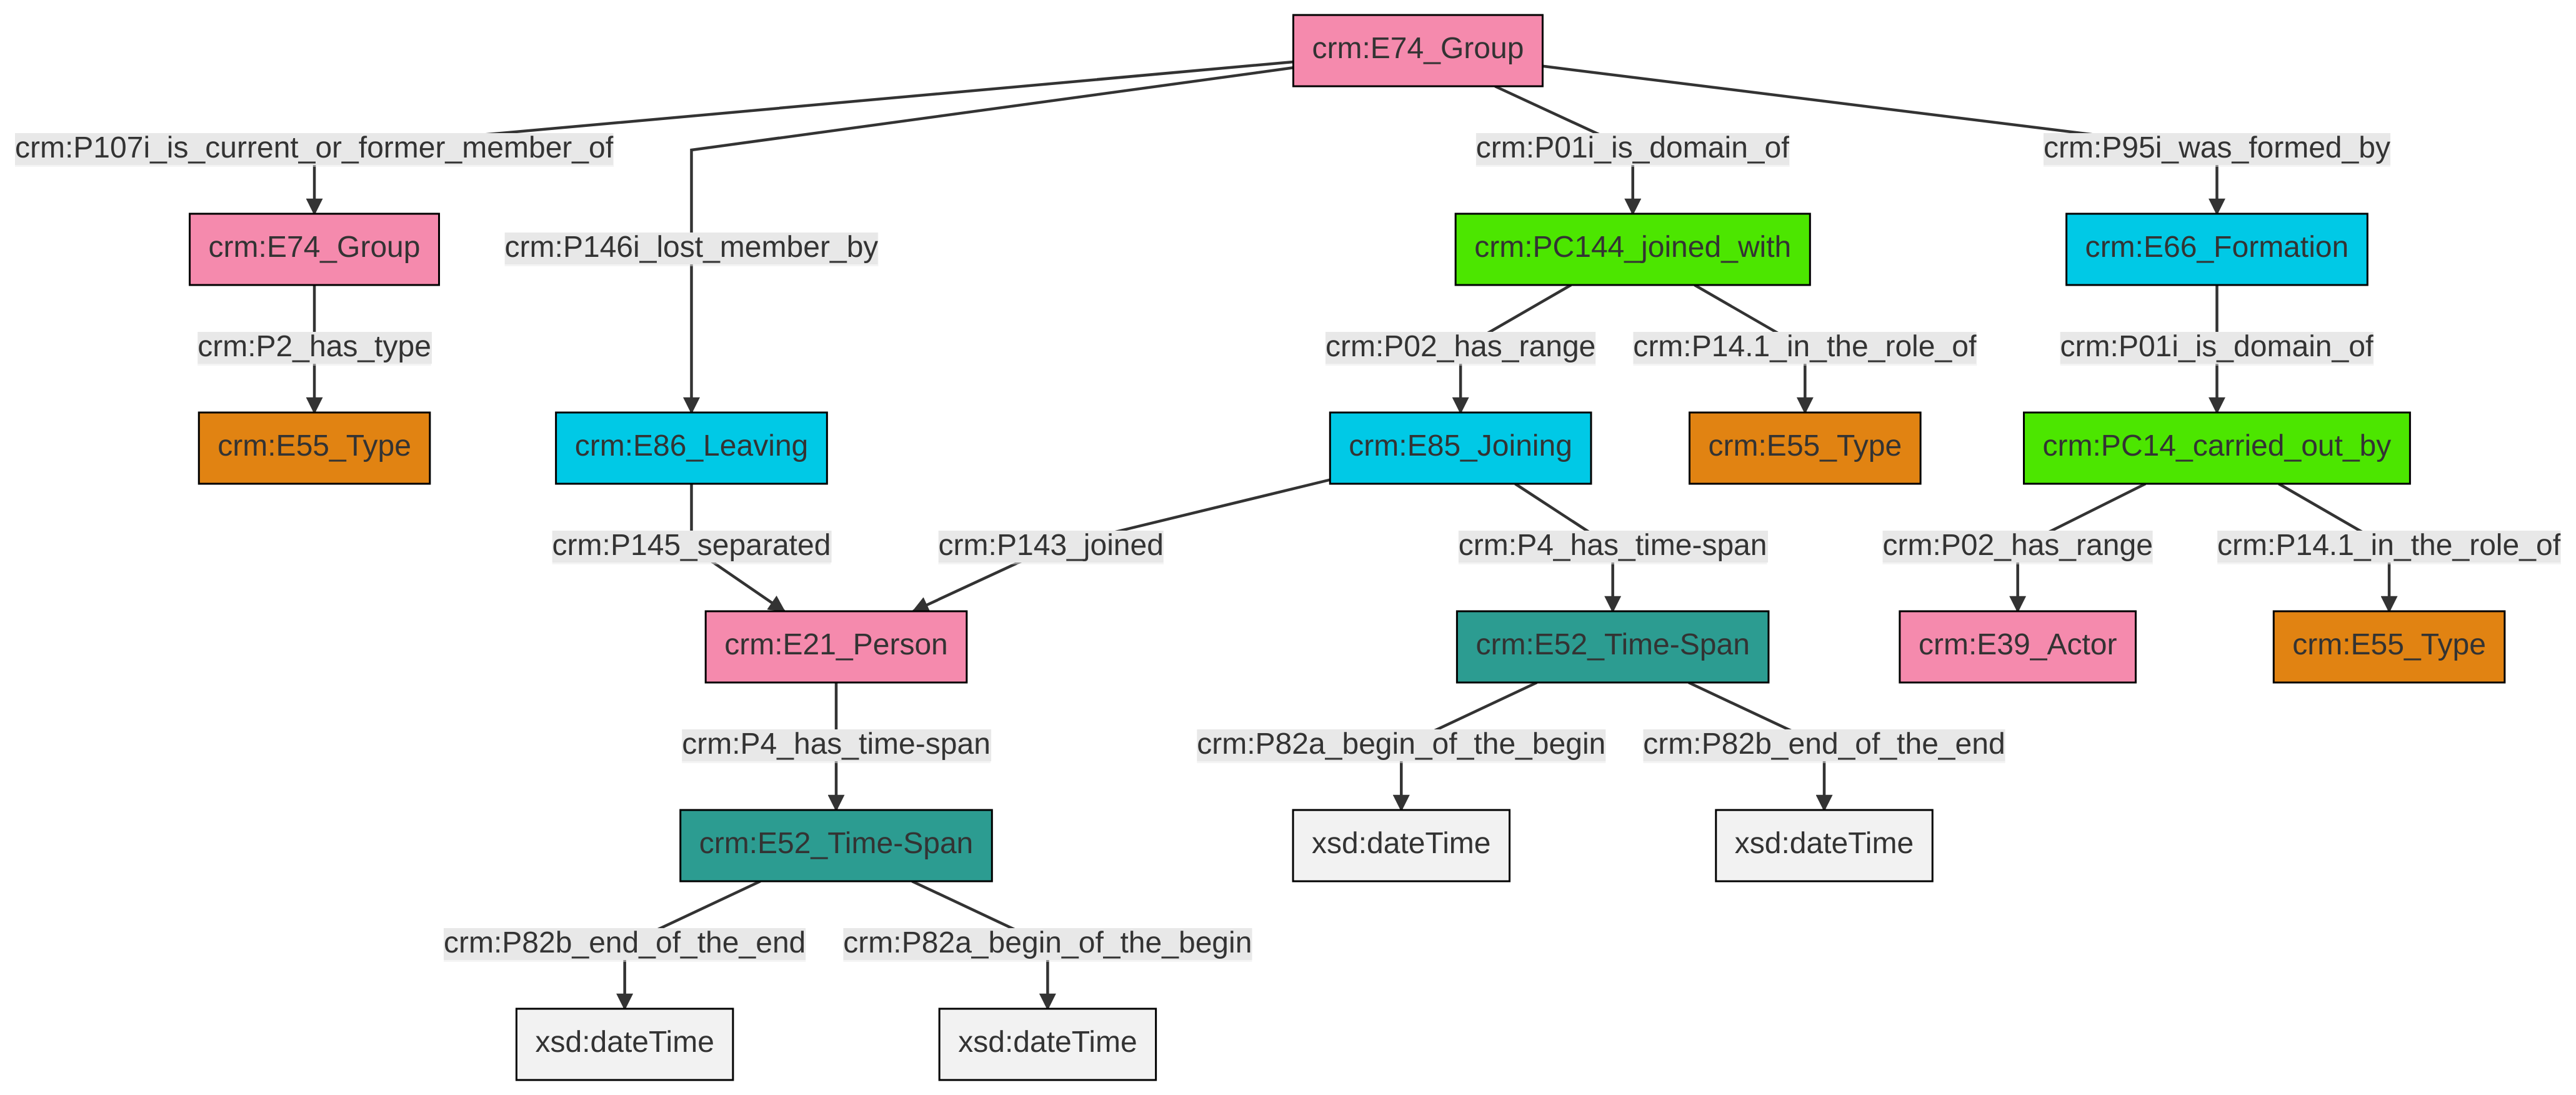 crm:E74_Group
crm:P107i_is_current_or_former_member_of
crm:P01i_is_domain_of
crm:P95i_was_formed_by
crm:E74_Group
crm:P146i_lost_member_by
crm:PC144_joined_with
crm:E66_Formation
crm:P2_has_type
crm:P02_has_range
crm:P14.1_in_the_role_of
crm:P01i_is_domain_of
crm:E55_Type
crm:E86_Leaving
crm:E85_Joining
crm:E55_Type
crm:PC14_carried_out_by
crm:P145_separated
crm:P143_joined
crm:P4_has_time-span
crm:P02_has_range
crm:P14.1_in_the_role_of
crm:E21_Person
crm:E52_Time-Span
crm:E39_Actor
crm:E55_Type
crm:P4_has_time-span
crm:P82a_begin_of_the_begin
crm:P82b_end_of_the_end
crm:E52_Time-Span
xsd:dateTime
xsd:dateTime
crm:P82b_end_of_the_end
crm:P82a_begin_of_the_begin
xsd:dateTime
xsd:dateTime